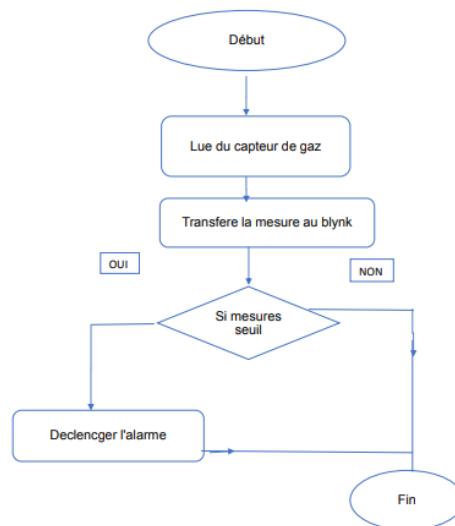 Début
Lue du capteur de gaz
Transfere la mesure au blynk
OUI
NON
Si mesures
seuil
Declencger l'alarme
Fin